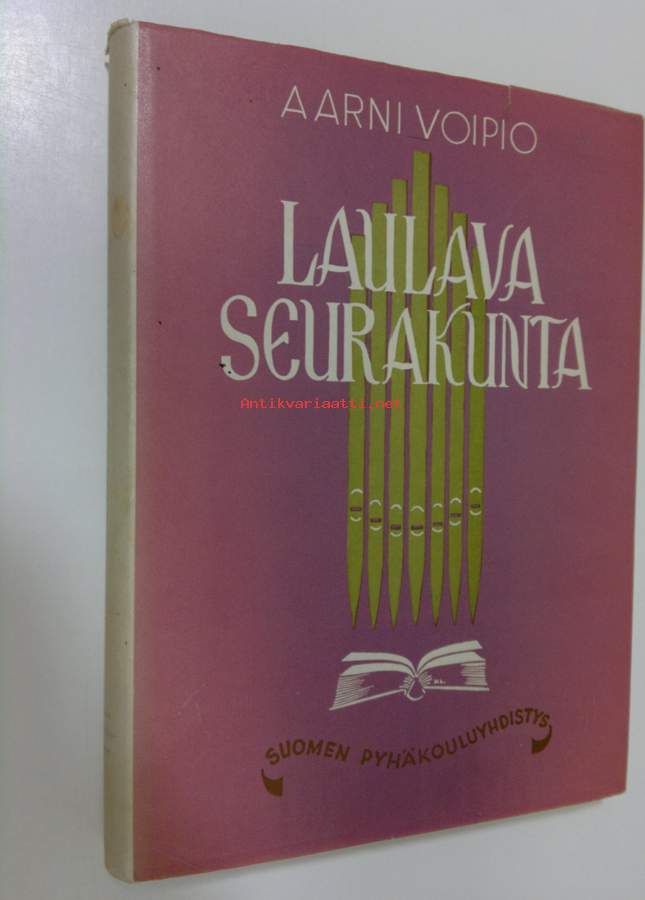 AARNI VOIPIO
LAULAVA
SEURAKUNTA
Antikvariaatti.net
SUOMEN PYHÄKOULUYHDISTYS